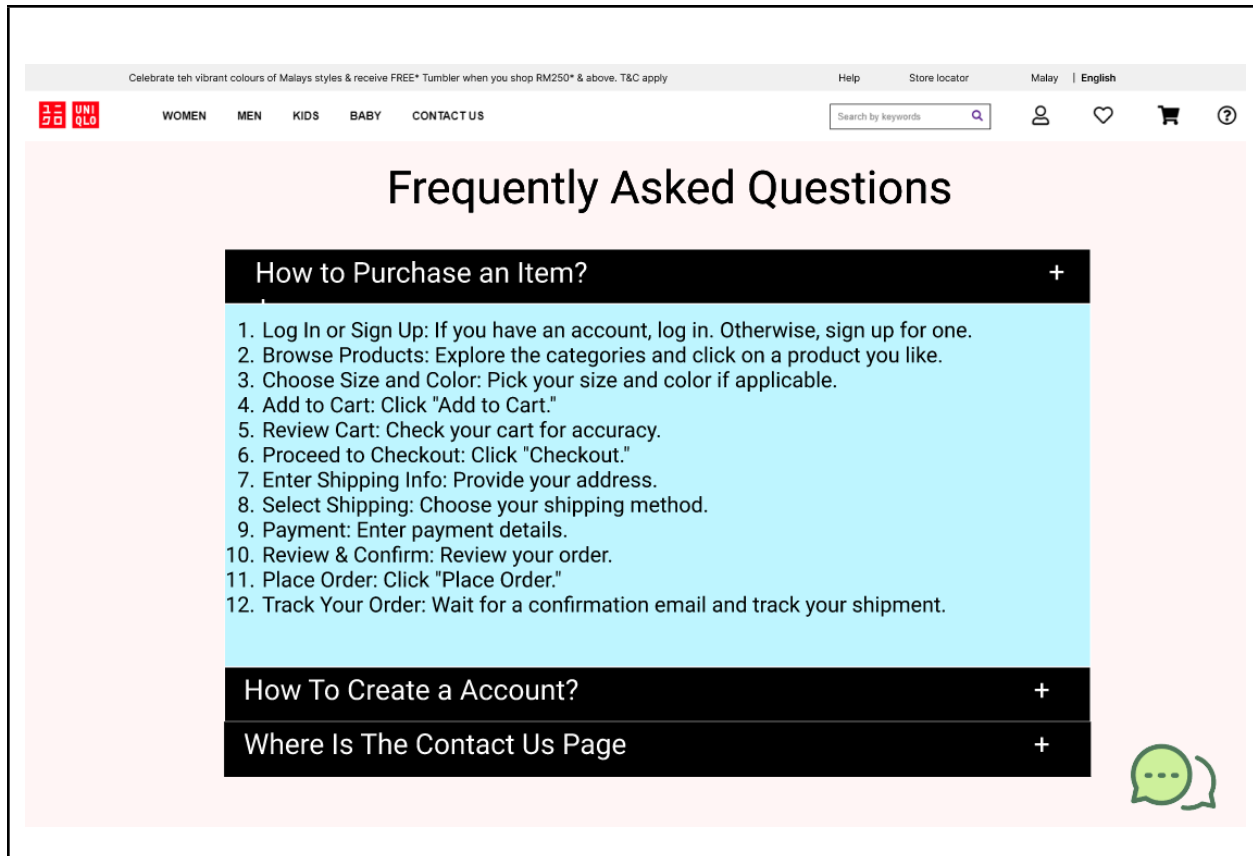 Celebrate teh vibrant colours of Malays styles & receive FREE* Tumbler when you shop RM250* & above. T&C apply
Help
Store locator
Malay | English
ユニクロ UNIQLO
WOMEN
MEN
KIDS
BABY
CONTACT US
Search by keywords
Frequently Asked Questions
How to Purchase an Item? +
1. Log In or Sign Up: If you have an account, log in. Otherwise, sign up for one.
2. Browse Products: Explore the categories and click on a product you like.
3. Choose Size and Color: Pick your size and color if applicable.
4. Add to Cart: Click "Add to Cart."
5. Review Cart: Check your cart for accuracy.
6. Proceed to Checkout: Click "Checkout."
7. Enter Shipping Info: Provide your address.
8. Select Shipping: Choose your shipping method.
9. Payment: Enter payment details.
10. Review & Confirm: Review your order.
11. Place Order: Click "Place Order."
12. Track Your Order: Wait for a confirmation email and track your shipment.
How To Create a Account? +
Where Is The Contact Us Page +